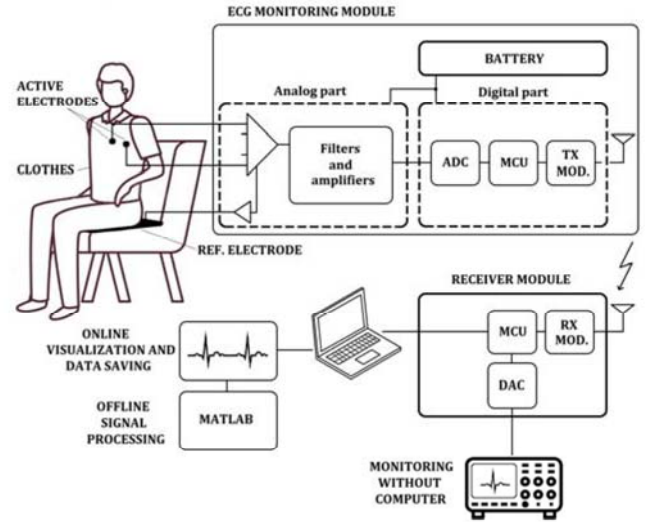 ECG MONITORING MODULE
BATTERY
Analog part
Digital part
ACTIVE
ELECTRODES
CLOTHES
Filters
and
amplifiers
ADC
MCU
TX
MOD.
REF. ELECTRODE
RECEIVER MODULE
MCU
RX
MOD.
DAC
ONLINE
VISUALIZATION AND
DATA SAVING
OFFLINE
SIGNAL
PROCESSING
MATLAB
MONITORING
WITHOUT
COMPUTER